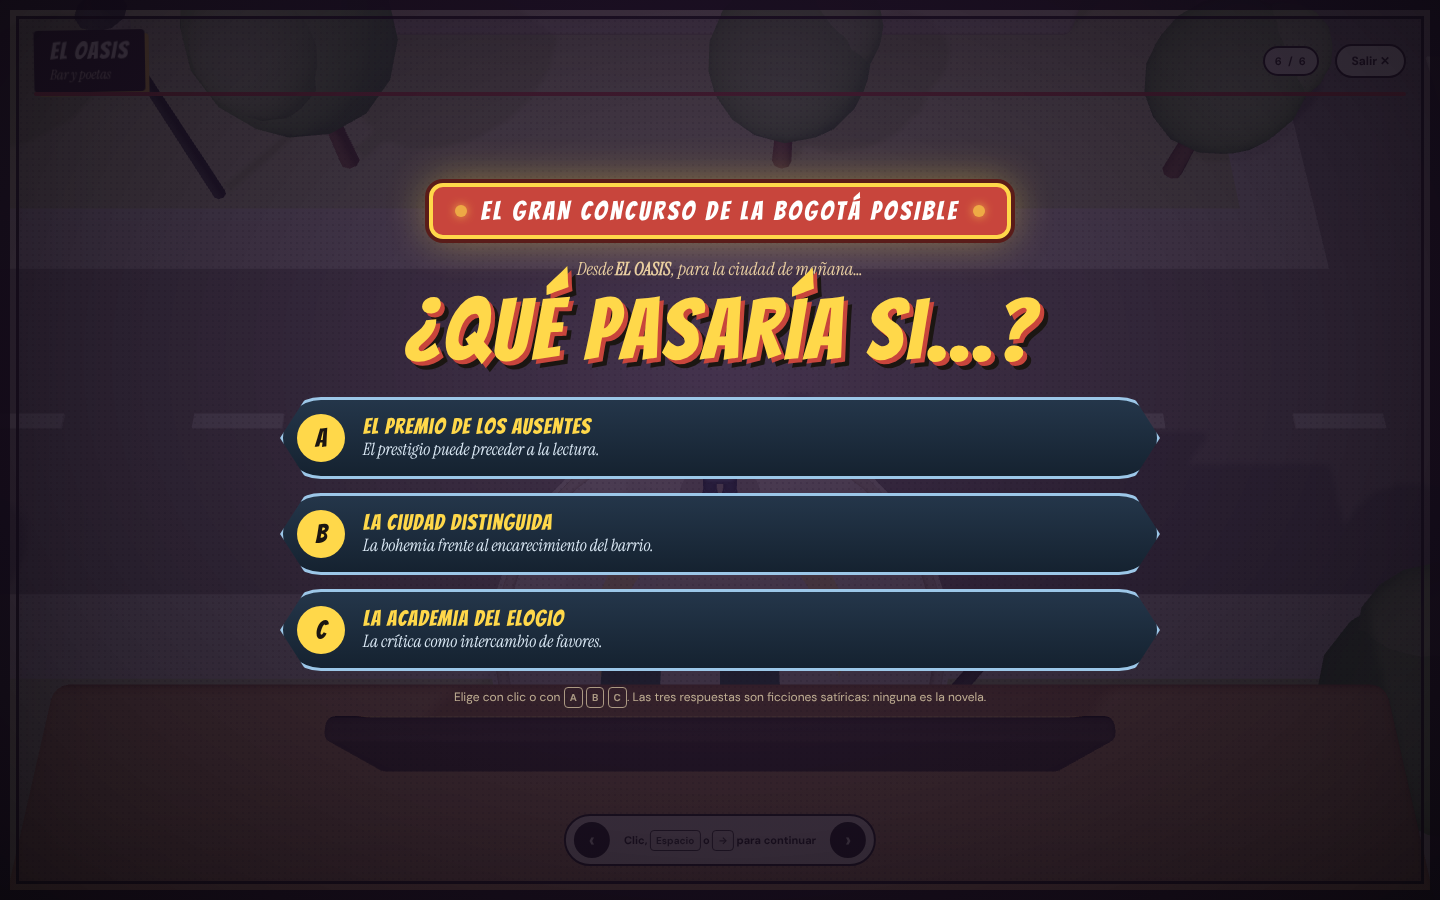 EL OASIS
Bar y poetas
6 / 6
Salir ✕
EL GRAN CONCURSO DE LA BOGOTÁ POSIBLE
Desde EL OASIS, para la ciudad de mañana...
¿QUÉ PASARÍA SI...?
A
EL PREMIO DE LOS AUSENTES
El prestigio puede preceder a la lectura.
B
LA CIUDAD DISTINGUIDA
La bohemia frente al encarecimiento del barrio.
C
LA ACADEMIA DEL ELOGIO
La crítica como intercambio de favores.
Elige con clic o con A B C. Las tres respuestas son ficciones satíricas: ninguna es la novela.
‹ Clic, Espacio o → para continuar ›